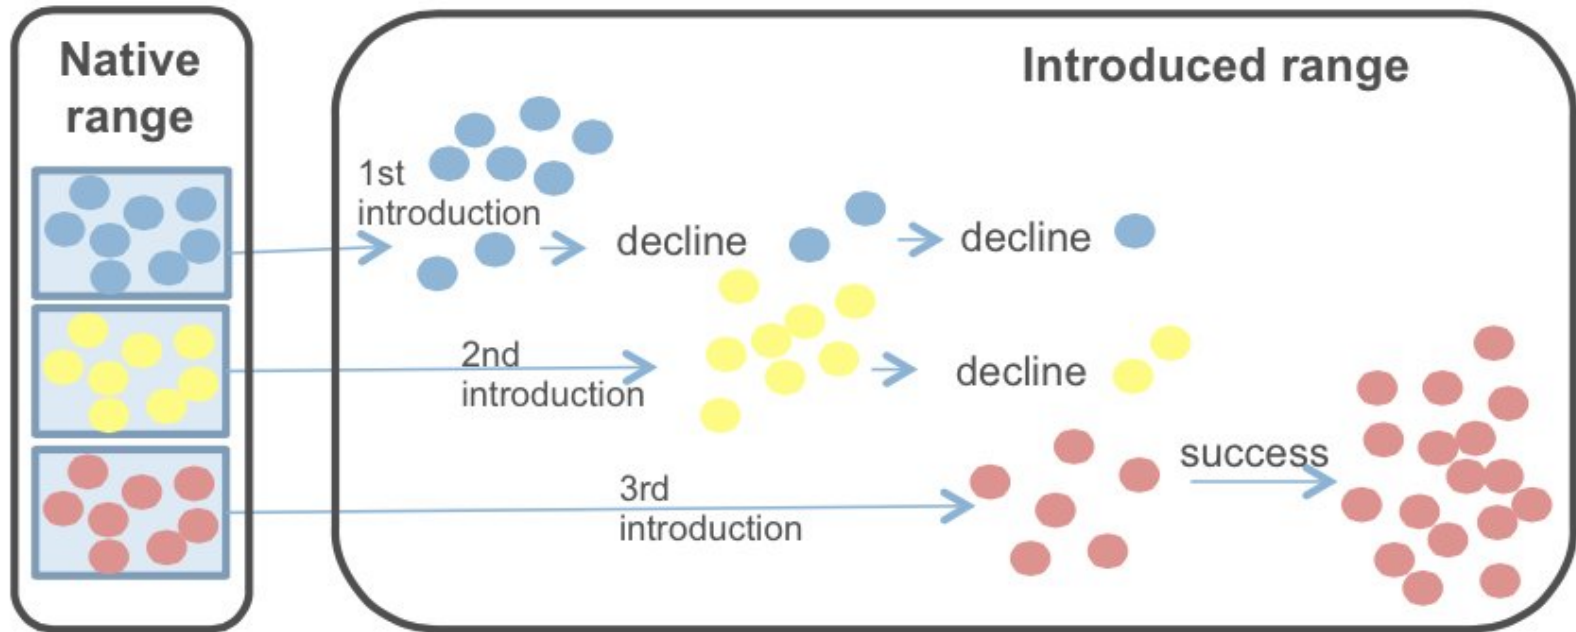 Native
range
Introduced range
1st
introduction
decline
decline
2nd
introduction
decline
3rd
introduction
success